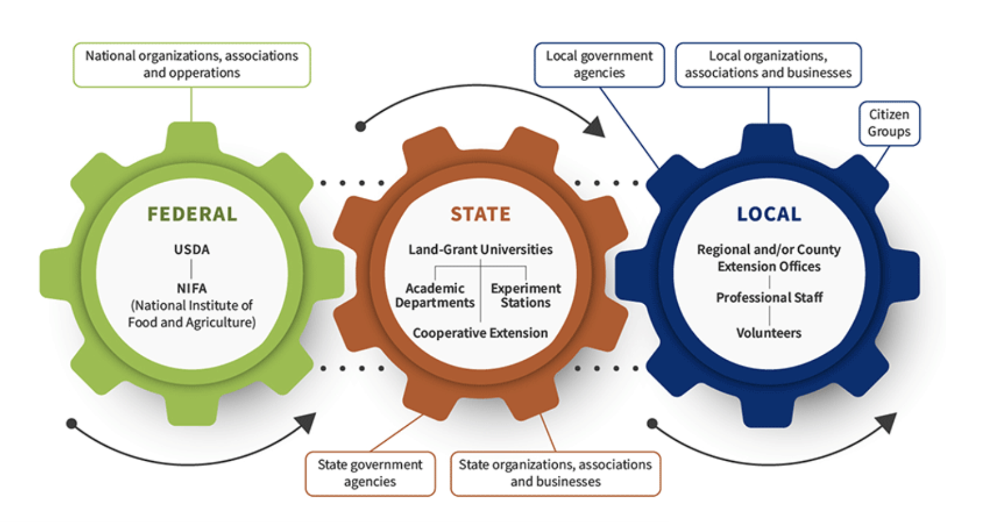 National organizations, associations
and opperations
FEDERAL
USDA
NIFA
(National Institute of
Food and Agriculture)
STATE
Land-Grant Universities
Academic
Departments
Experiment
Stations
Cooperative Extension
State government
agencies
State organizations, associations
and businesses
Local government
agencies
Local organizations,
associations and businesses
Citizen
Groups
LOCAL
Regional and/or County
Extension Offices
Professional Staff
Volunteers